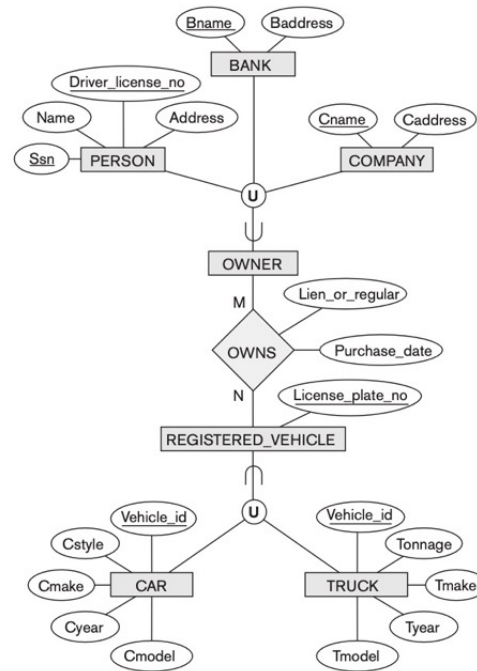 Bname
Baddress
BANK
Driver_license_no
Name
Address
Ssn
PERSON
Cname
Caddress
COMPANY
U
OWNER
M
Lien_or_regular
OWNS
Purchase_date
N
License_plate_no
REGISTERED_VEHICLE
U
Vehicle_id
Cstyle
Cmake
CAR
Cyear
Cmodel
Vehicle_id
Tonnage
TRUCK
Tmake
Tyear
Tmodel